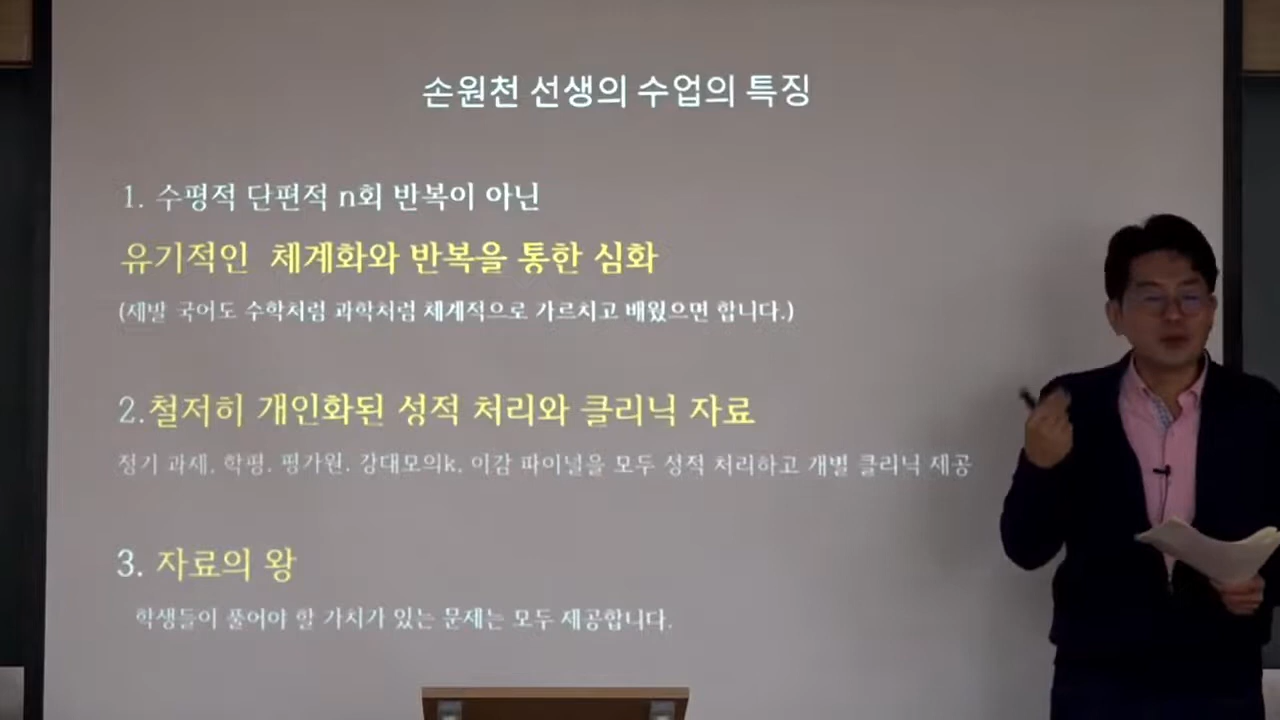 손원천 선생의 수업의 특징
1. 수평적 단편적 n회 반복이 아닌
유기적인 체계화와 반복을 통한 심화
(제발 국어도 수학처럼 과학처럼 체계적으로 가르치고 배웠으면 합니다.)
2.철저히 개인화된 성적 처리와 클리닉 자료
정기 과제, 학평. 평가원. 강대모의k, 이감 파이널을 모두 성적 처리하고 개별 클리닉 제공
3. 자료의 왕
학생들이 풀어야 할 가치가 있는 문제는 모두 제공합니다.